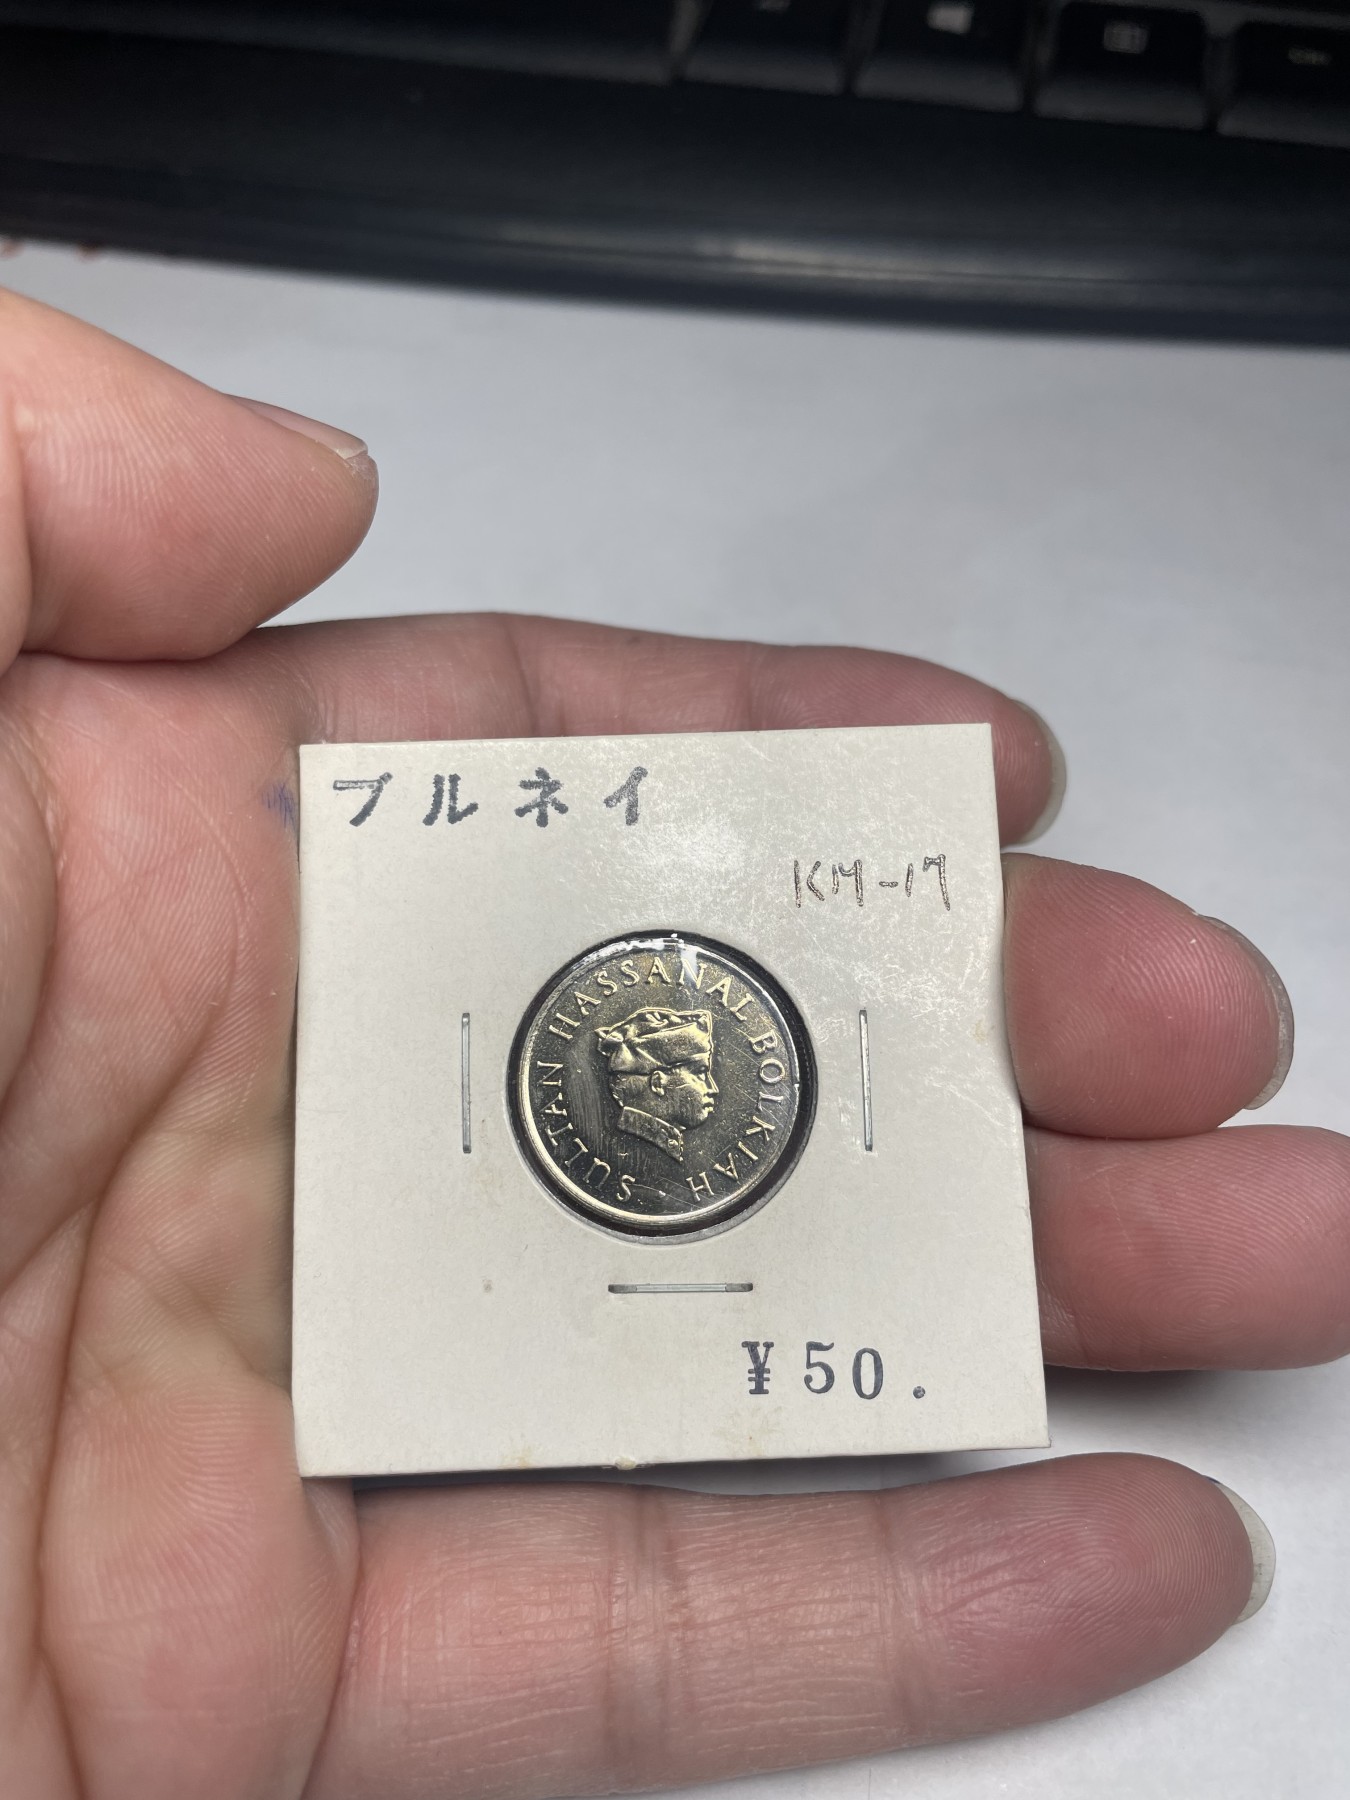 ブルネイ
KM-17
SULTAN HASSANAL BOLKIAH ·
¥50.